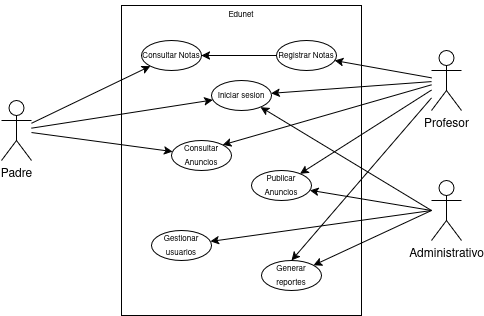 Edunet
Consultar Notas
Registrar Notas
Iniciar sesion
Profesor
Padre
Consultar
Anuncios
Publicar
Anuncios
Administrativo
Gestionar
usuarios
Generar
reportes